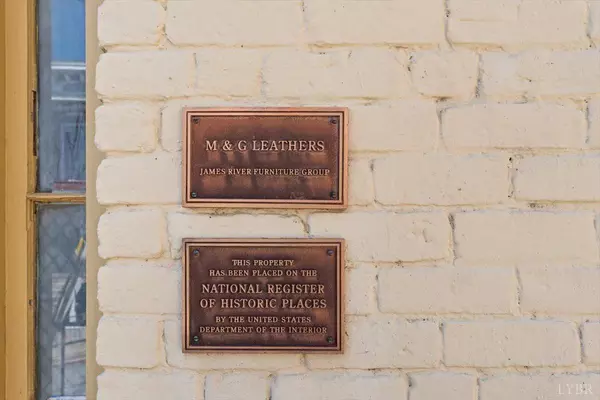 M & G LEATHERS
JAMES RIVER FURNITURE GROUP
THIS PROPERTY
HAS BEEN PLACED ON THE
NATIONAL REGISTER
OF HISTORIC PLACES
BY THE UNITED STATES
DEPARTMENT OF THE INTERIOR
LYBR